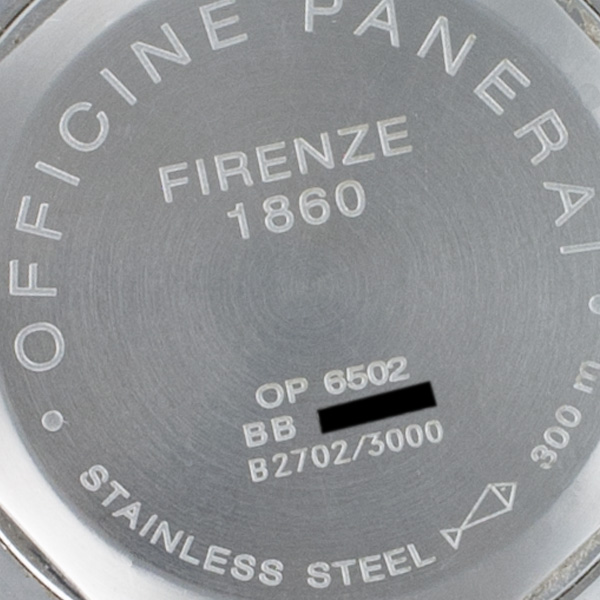 OFFICINE PANERAI
FIRENZE
1860
OP 6502
BB
B2702/3000
300 m
STAINLESS STEEL